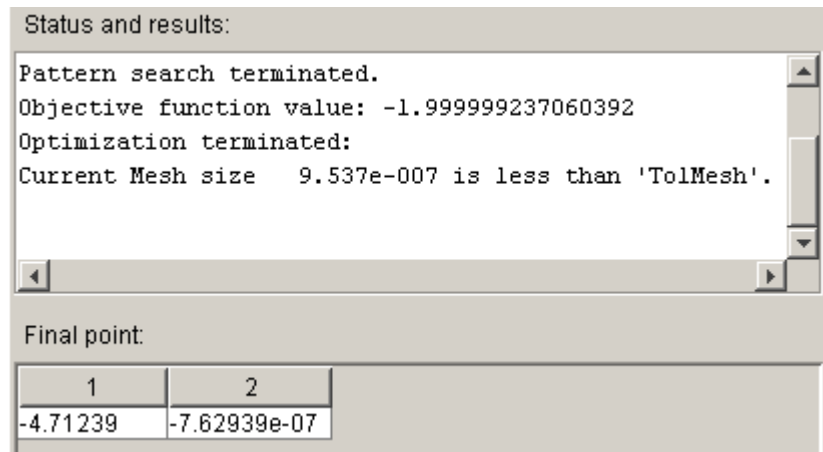 Status and results:
Pattern search terminated.
Objective function value: -1.999999237060392
Optimization terminated:
Current Mesh size   9.537e-007 is less than 'TolMesh'.
Final point:
1 2
-4.71239 -7.62939e-07